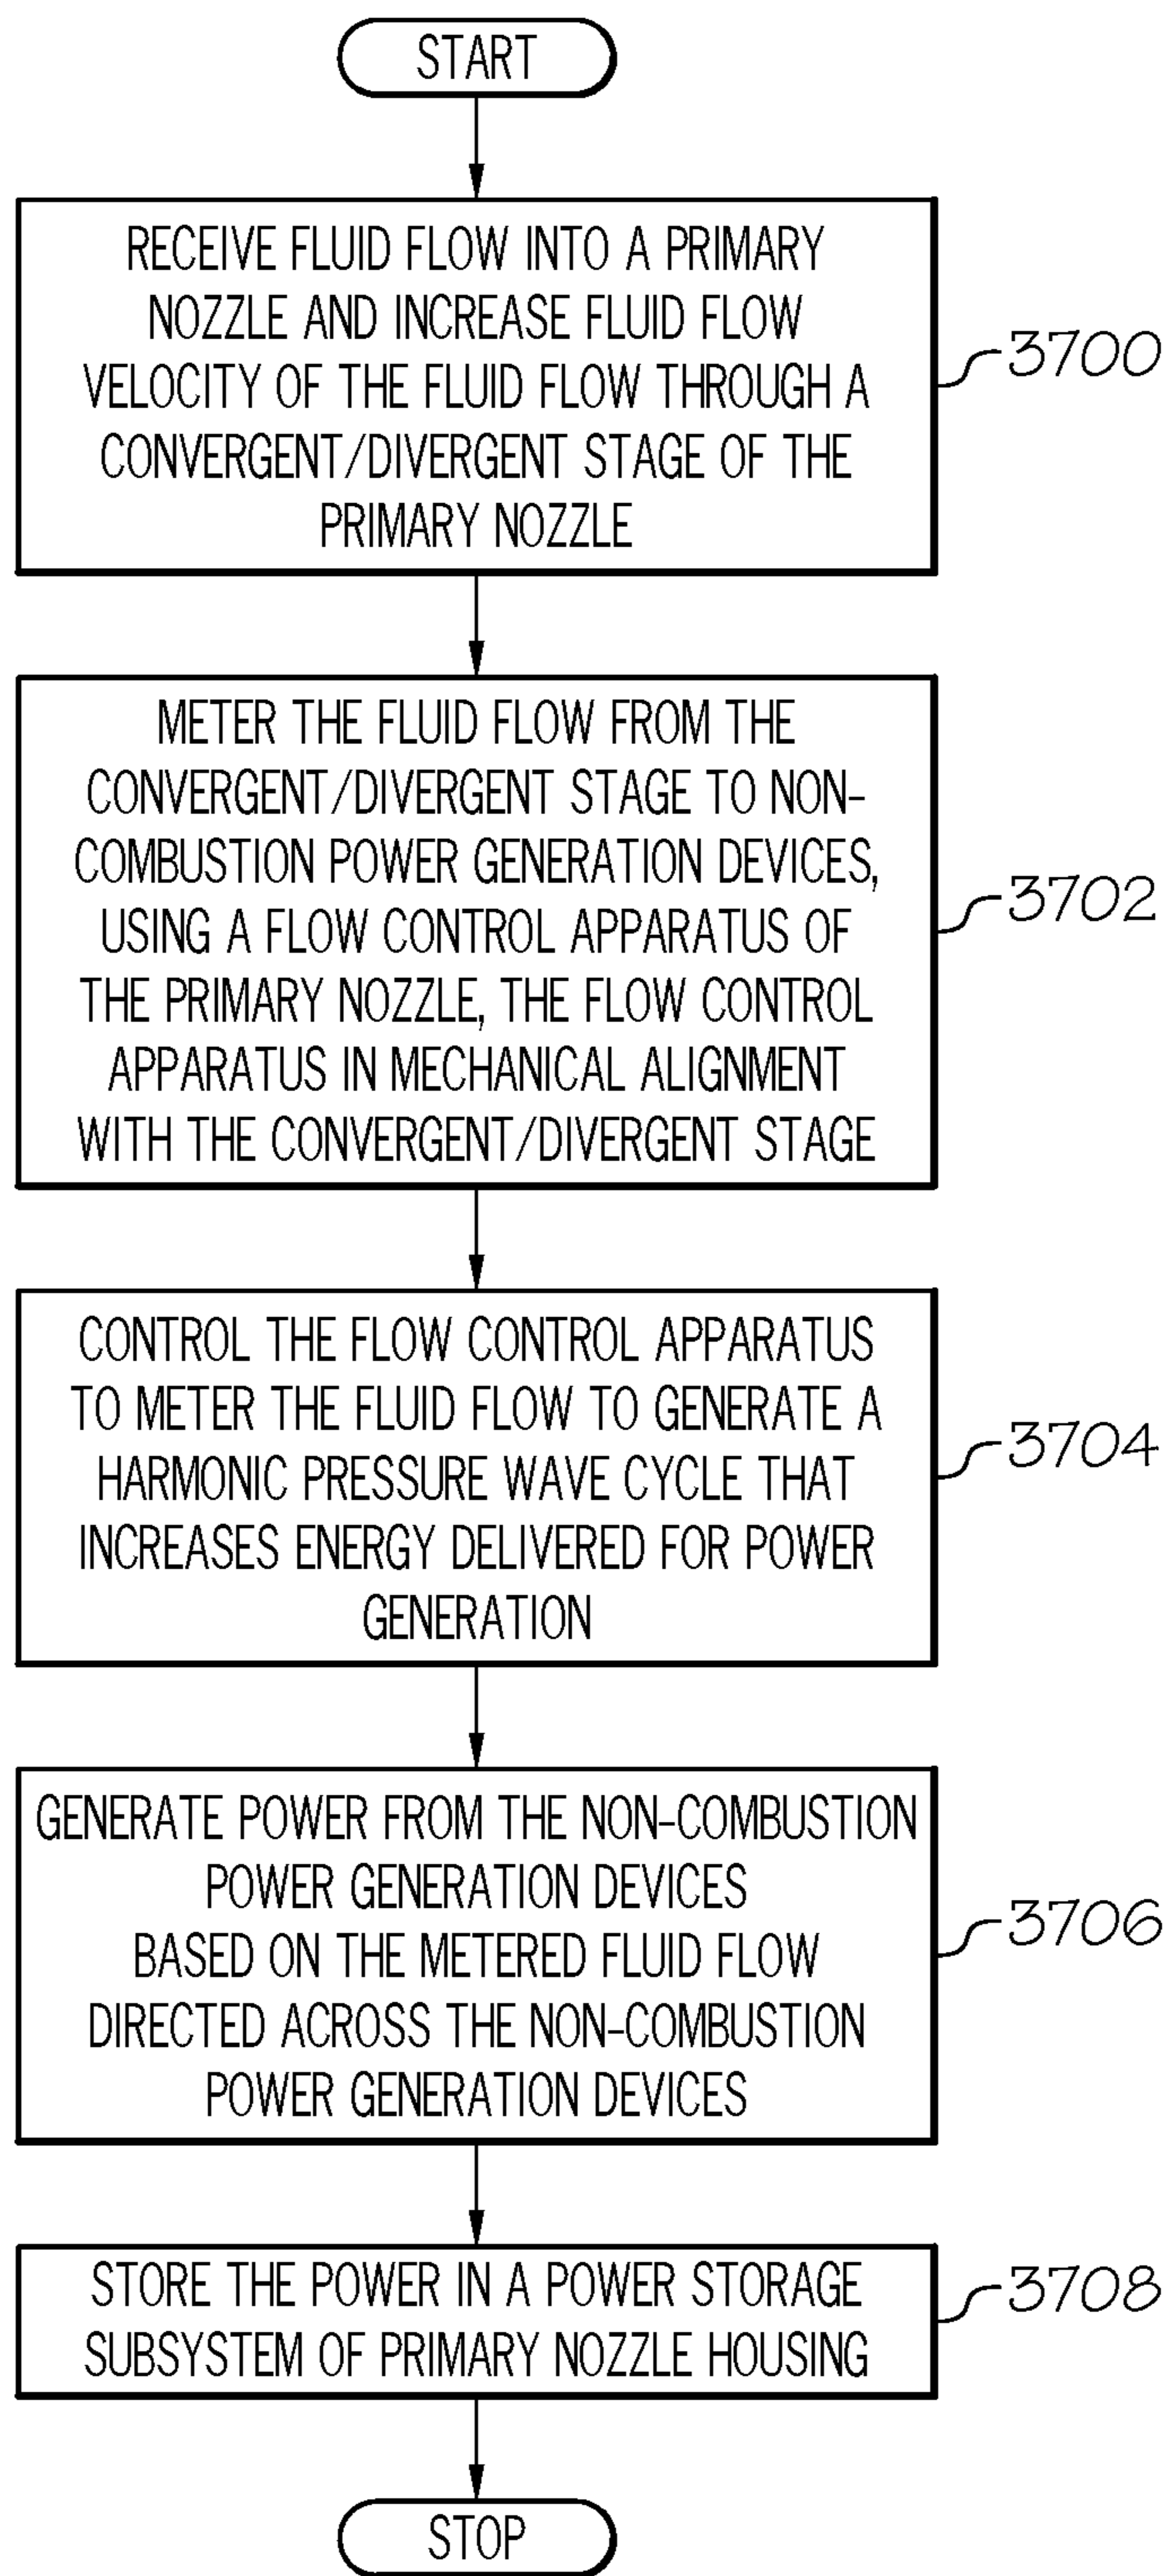 START
RECEIVE FLUID FLOW INTO A PRIMARY
NOZZLE AND INCREASE FLUID FLOW
VELOCITY OF THE FLUID FLOW THROUGH A
CONVERGENT/DIVERGENT STAGE OF THE
PRIMARY NOZZLE
3700
METER THE FLUID FLOW FROM THE
CONVERGENT/DIVERGENT STAGE TO NON-
COMBUSTION POWER GENERATION DEVICES,
USING A FLOW CONTROL APPARATUS OF
THE PRIMARY NOZZLE, THE FLOW CONTROL
APPARATUS IN MECHANICAL ALIGNMENT
WITH THE CONVERGENT/DIVERGENT STAGE
3702
CONTROL THE FLOW CONTROL APPARATUS
TO METER THE FLUID FLOW TO GENERATE A
HARMONIC PRESSURE WAVE CYCLE THAT
INCREASES ENERGY DELIVERED FOR POWER
GENERATION
3704
GENERATE POWER FROM THE NON-COMBUSTION
POWER GENERATION DEVICES
BASED ON THE METERED FLUID FLOW
DIRECTED ACROSS THE NON-COMBUSTION
POWER GENERATION DEVICES
3706
STORE THE POWER IN A POWER STORAGE
SUBSYSTEM OF PRIMARY NOZZLE HOUSING
3708
STOP